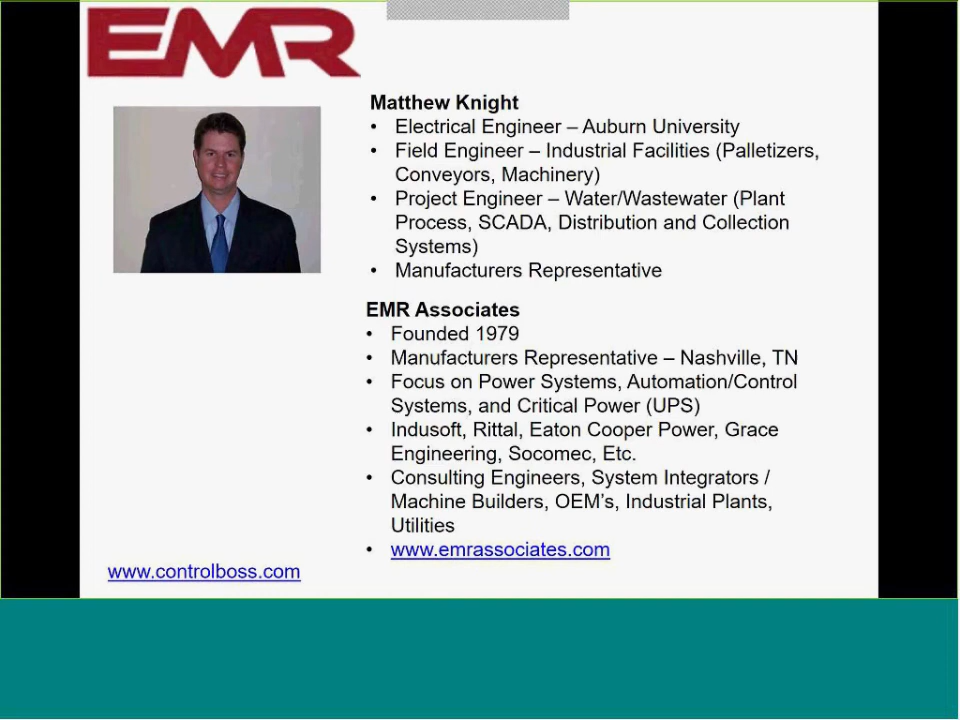 EMR
Matthew Knight
• Electrical Engineer – Auburn University
• Field Engineer – Industrial Facilities (Palletizers,
Conveyors, Machinery)
• Project Engineer – Water/Wastewater (Plant
Process, SCADA, Distribution and Collection
Systems)
• Manufacturers Representative
EMR Associates
• Founded 1979
• Manufacturers Representative – Nashville, TN
• Focus on Power Systems, Automation/Control
Systems, and Critical Power (UPS)
• Indusoft, Rittal, Eaton Cooper Power, Grace
Engineering, Socomec, Etc.
• Consulting Engineers, System Integrators /
Machine Builders, OEM's, Industrial Plants,
Utilities
• www.emrassociates.com
www.controlboss.com